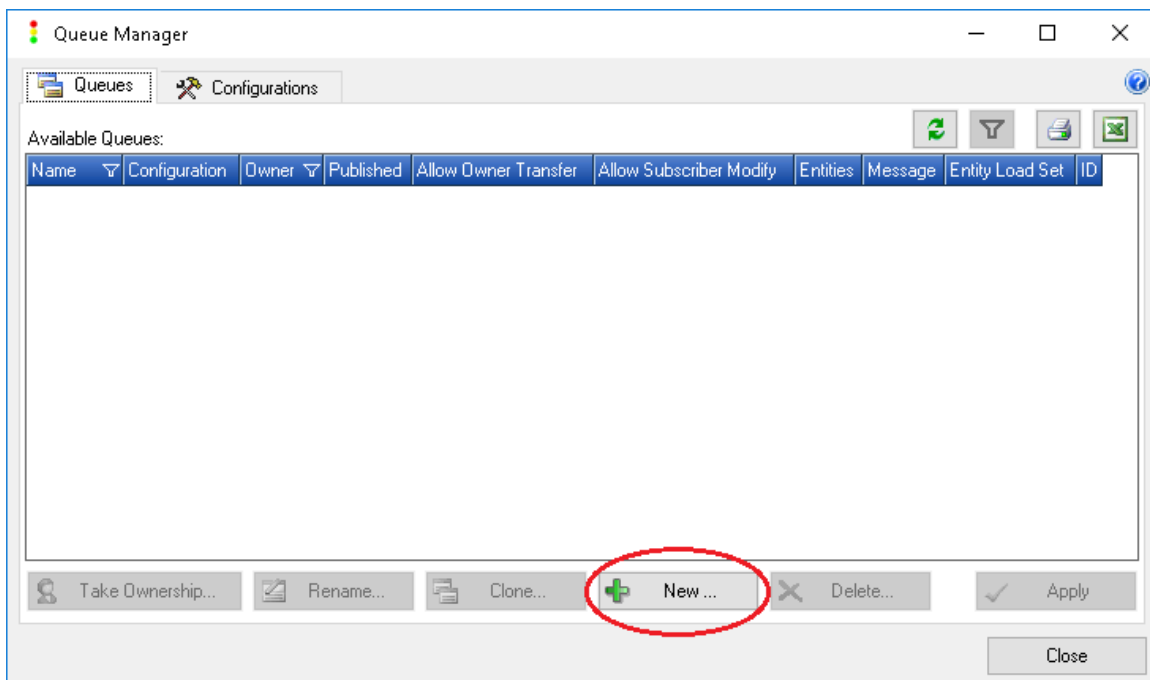 Queue Manager
Queues Configurations
Available Queues:
Name Configuration Owner Published Allow Owner Transfer Allow Subscriber Modify Entities Message Entity Load Set ID
Take Ownership... Rename... Clone... New ... Delete... Apply
Close